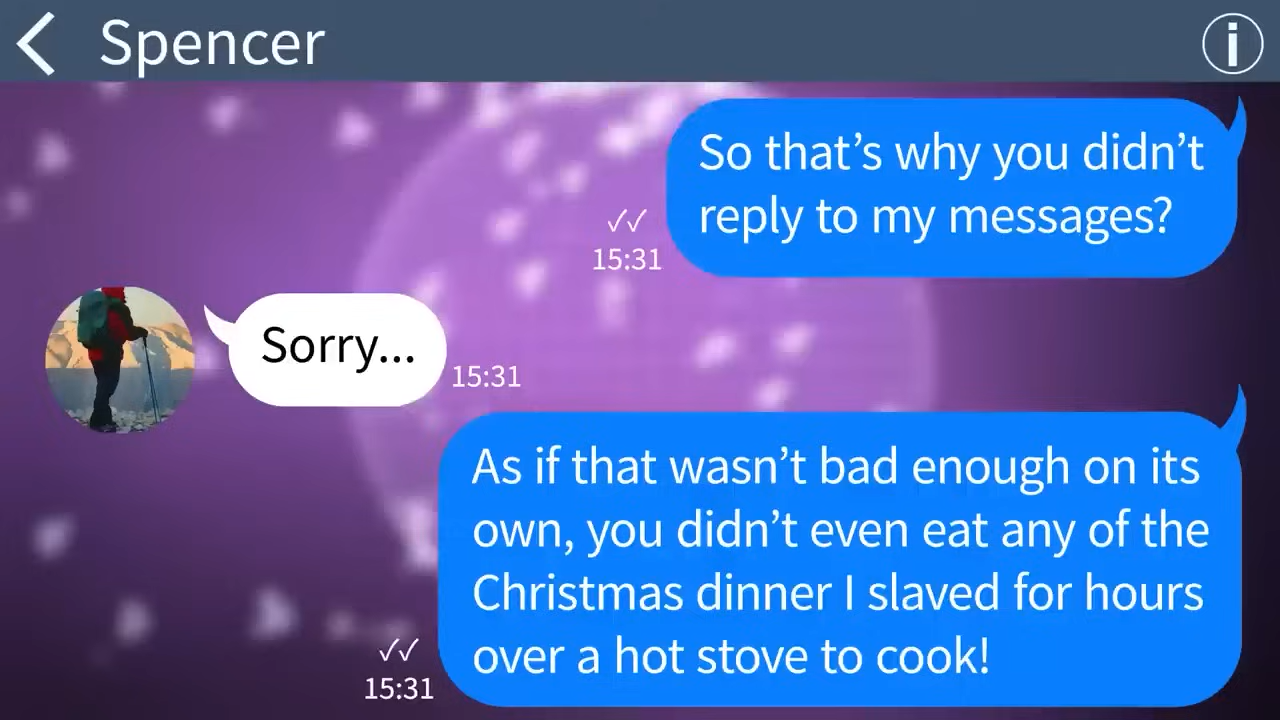 Spencer
So that’s why you didn’t
reply to my messages?
✓✓
15:31
Sorry...
15:31
As if that wasn’t bad enough on its
own, you didn’t even eat any of the
Christmas dinner I slaved for hours
over a hot stove to cook!
✓✓
15:31